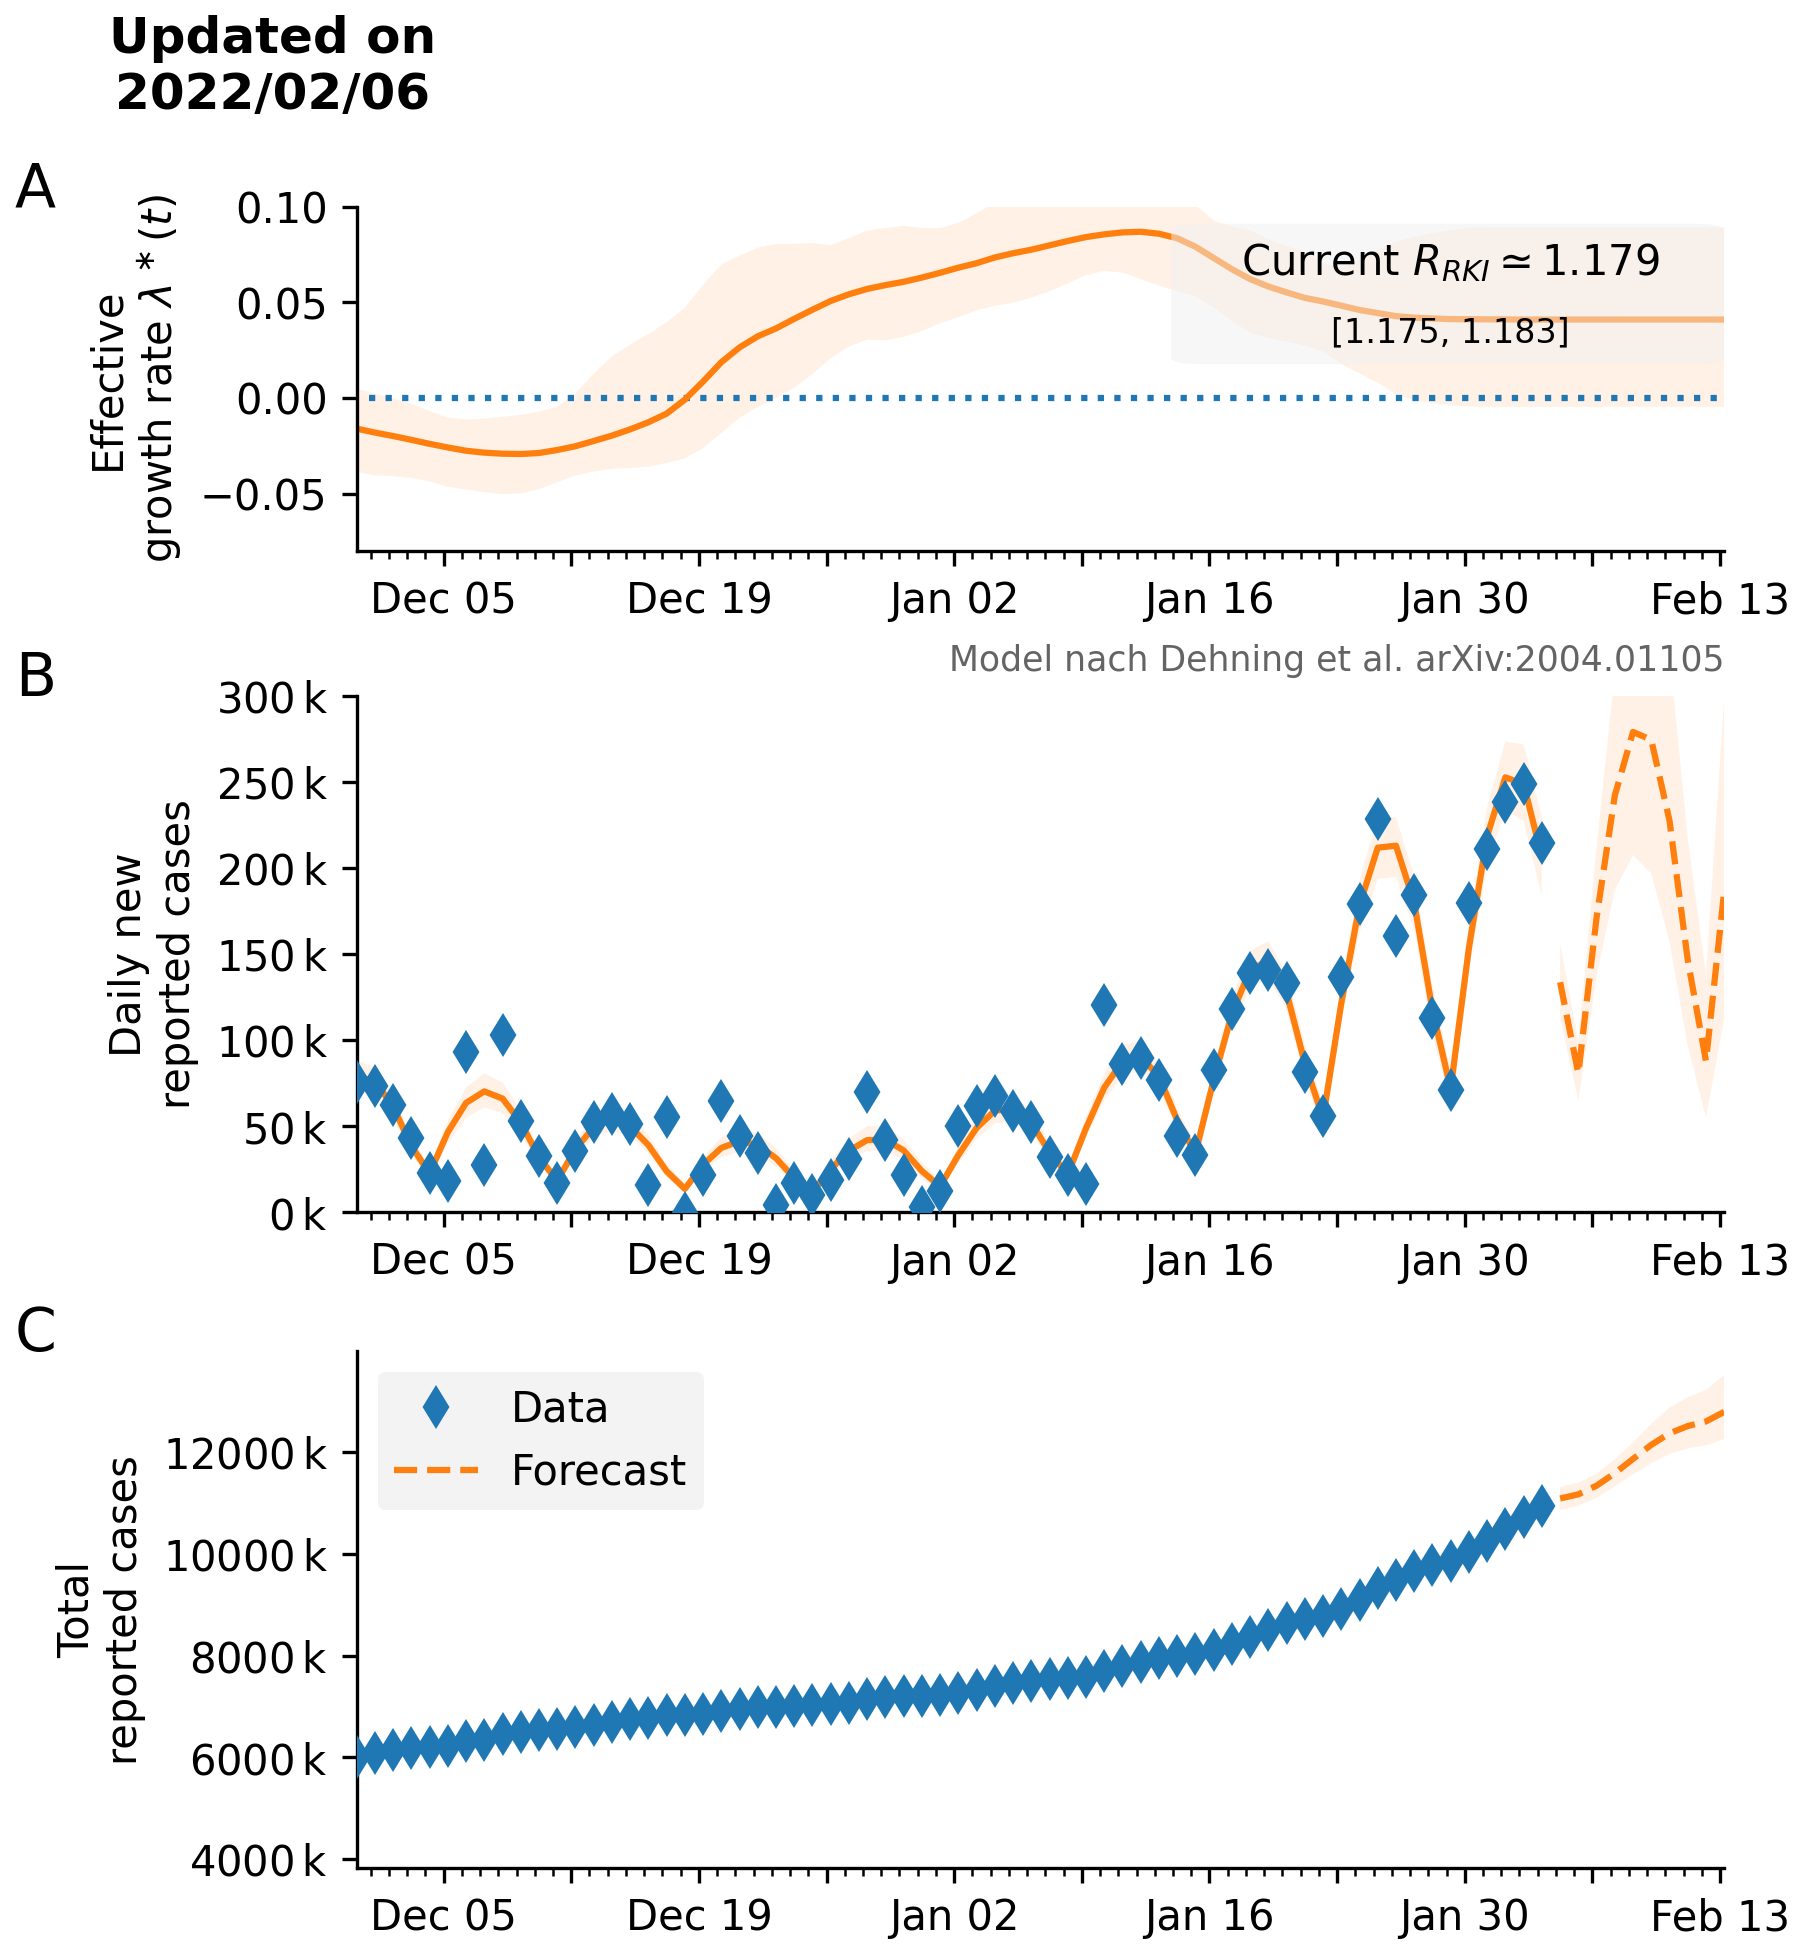 Updated on
2022/02/06
A
Effective
growth rate λ * (t)
0.10
0.05
0.00
−0.05
Current R_RKI ≃ 1.179
[1.175, 1.183]
Dec 05 Dec 19 Jan 02 Jan 16 Jan 30 Feb 13
Model nach Dehning et al. arXiv:2004.01105
B
Daily new
reported cases
300 k
250 k
200 k
150 k
100 k
50 k
0 k
Dec 05 Dec 19 Jan 02 Jan 16 Jan 30 Feb 13
C
Total
reported cases
Data
Forecast
12000 k
10000 k
8000 k
6000 k
4000 k
Dec 05 Dec 19 Jan 02 Jan 16 Jan 30 Feb 13